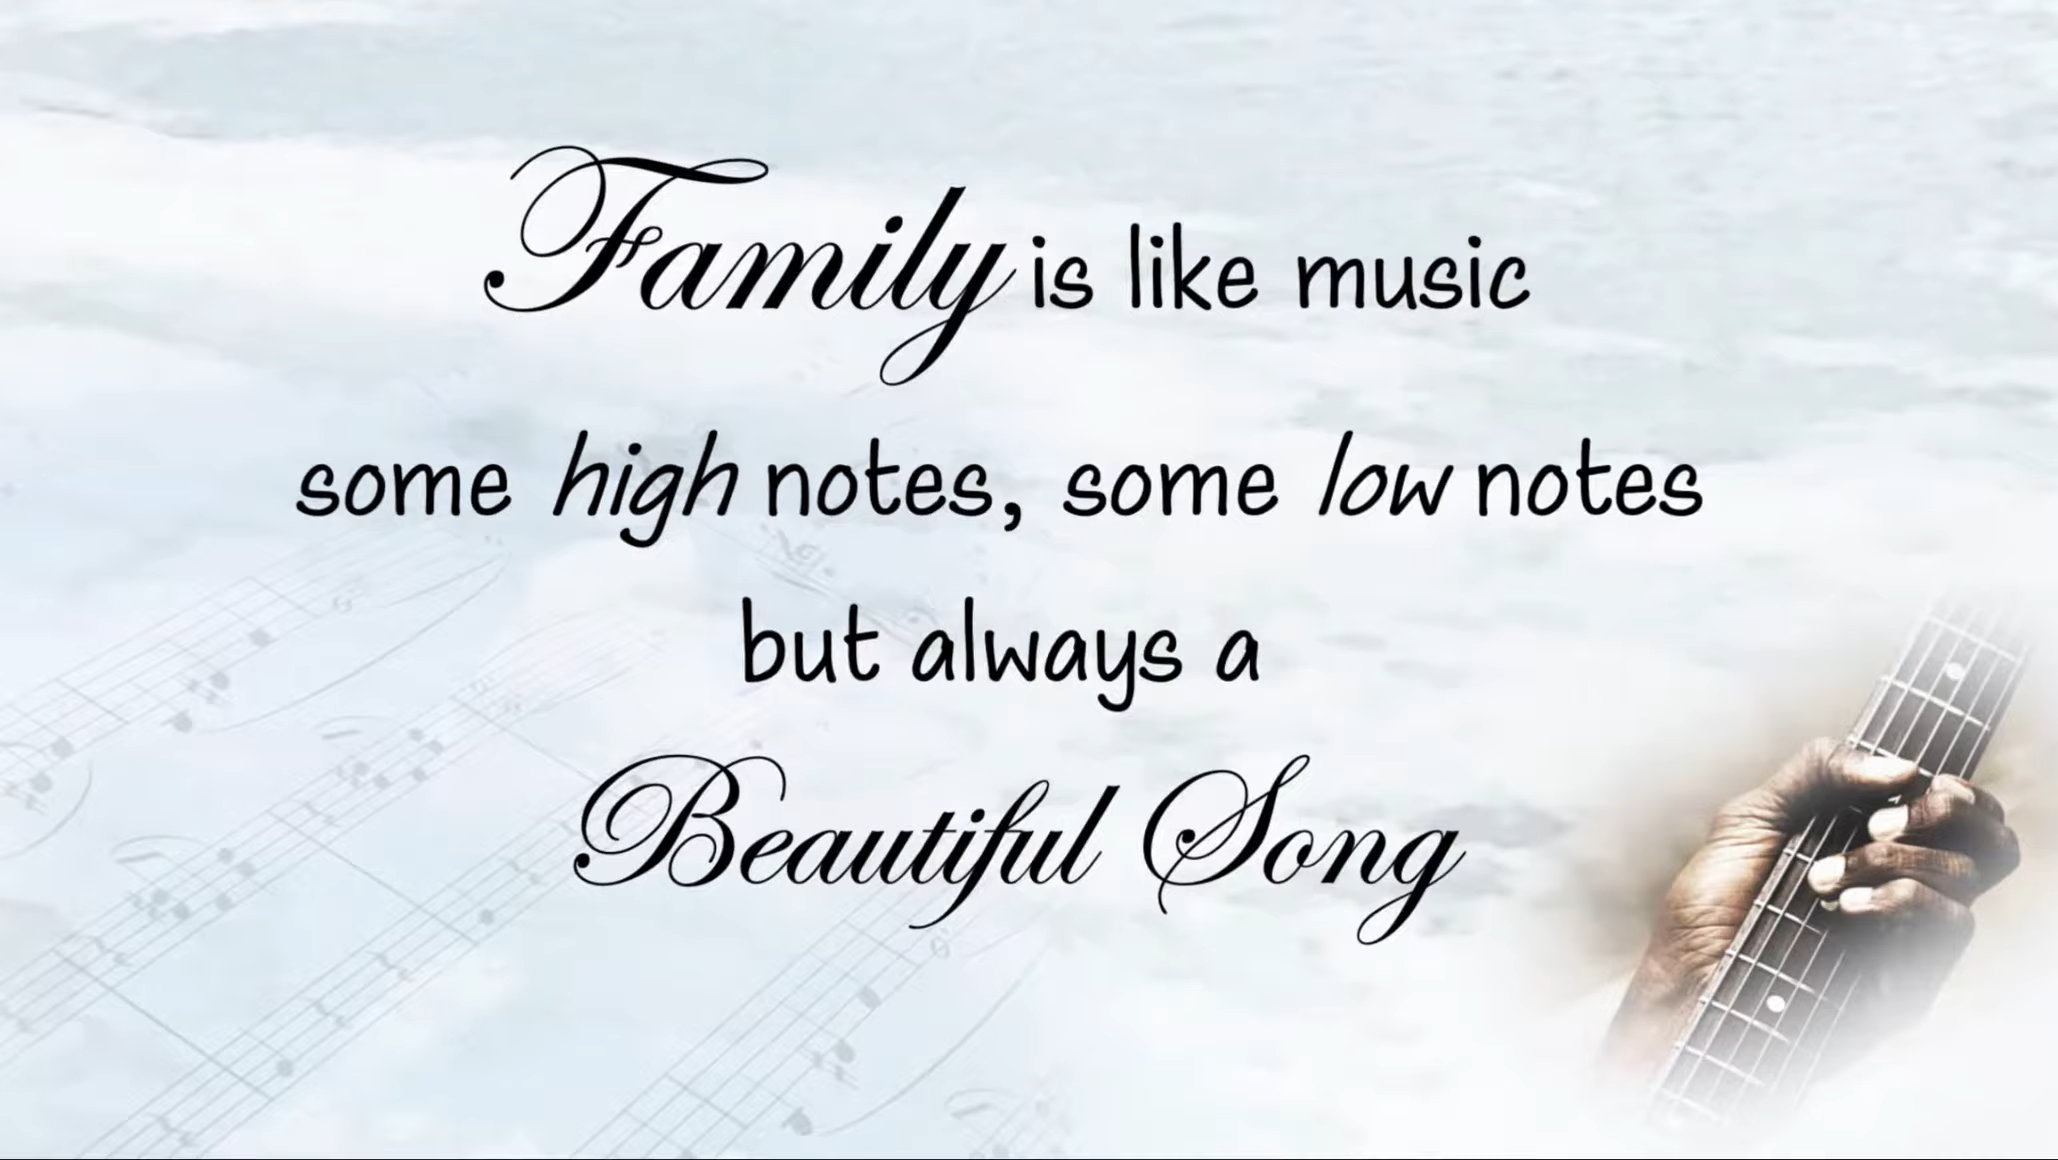 Family is like music
some high notes, some low notes
but always a
Beautiful Song